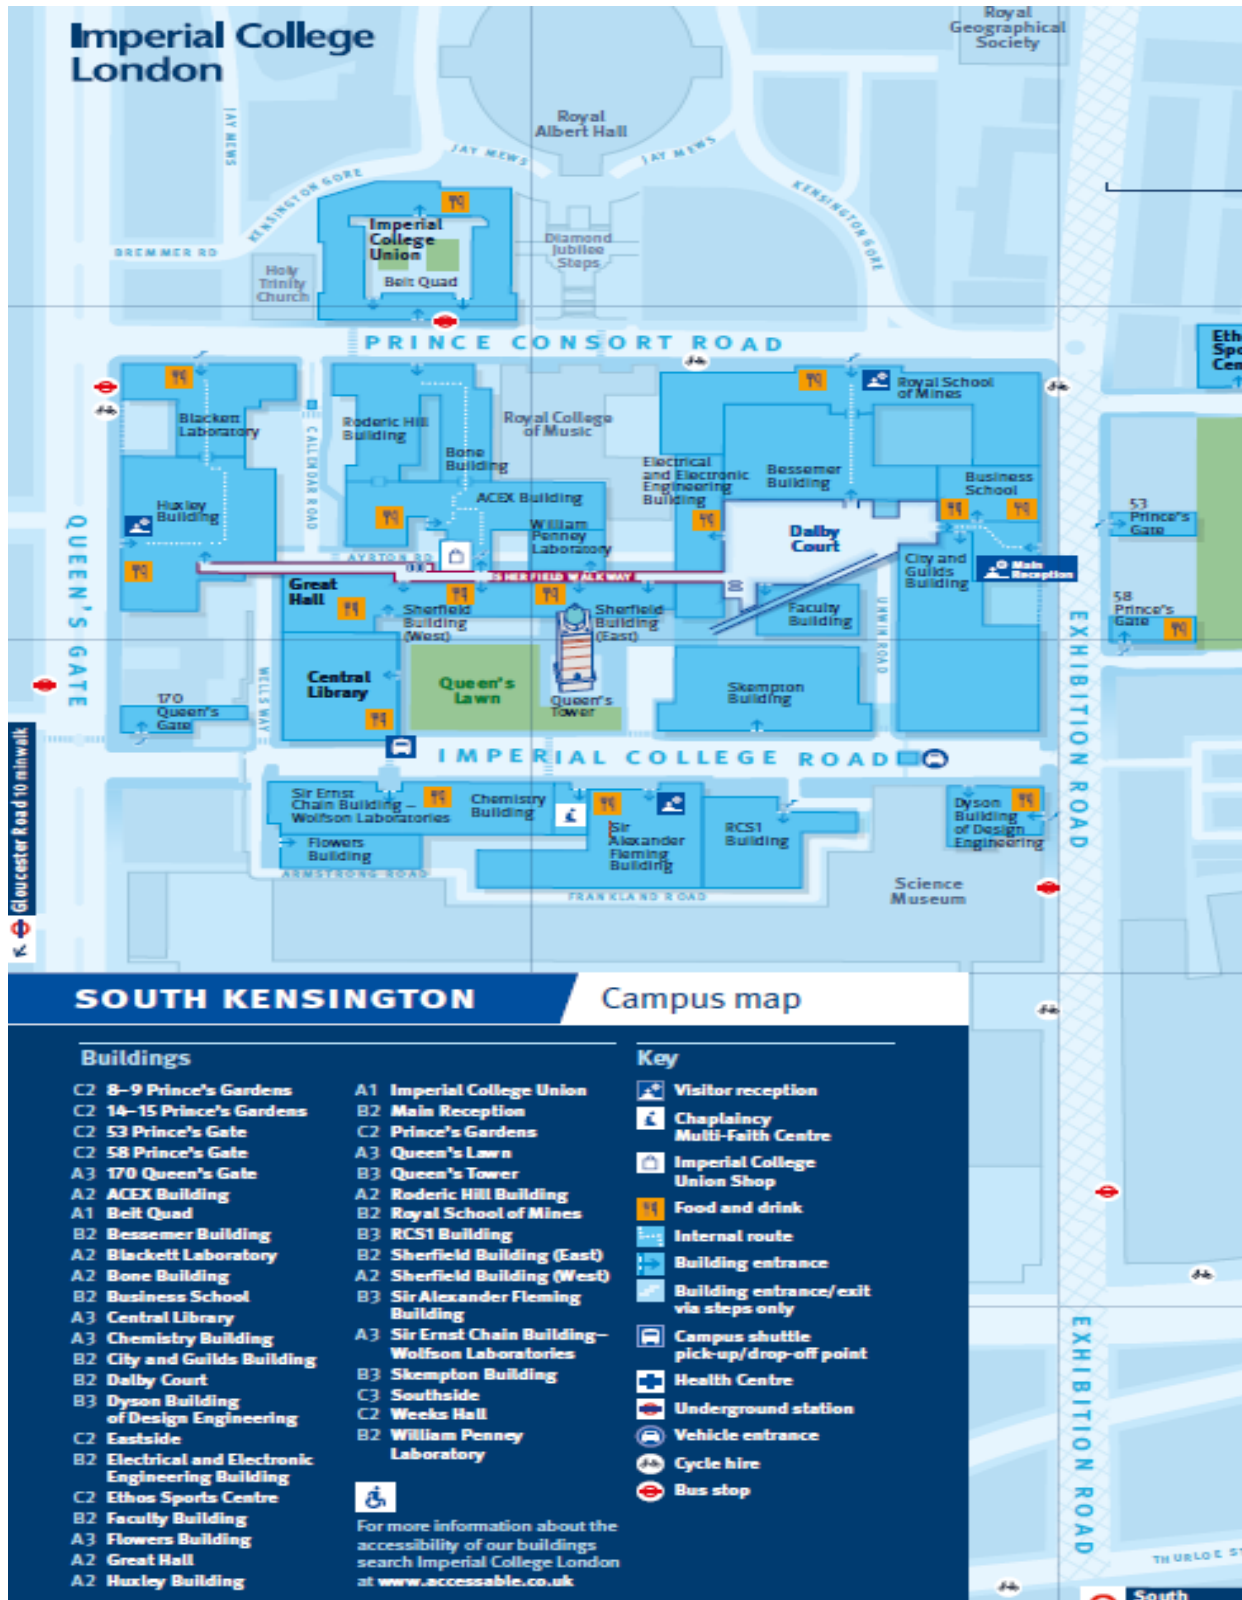 Imperial College
London
Royal
Geographical
Society
Royal
Albert Hall
JAY MEWS
JAY MEWS
JAY MEWS
KENSINGTON GORE
KENSINGTON GORE
BREMMER RD
Imperial
College
Union
Beit Quad
Holy
Trinity
Church
Diamond
Jubilee
Steps
PRINCE CONSORT ROAD
Etho
Spo
Cen
Blackett
Laboratory
Roderic Hill
Building
Royal College
of Music
Royal School
of Mines
CALLENDAR ROAD
Bone
Building
Electrical
and Electronic
Engineering
Building
Bessemer
Building
Business
School
Huxley
Building
ACEX Building
William
Penney
Laboratory
Dalby
Court
53
Prince's
Gate
QUEEN'S GATE
AYRTON RD
SHERFIELD WALKWAY
City and
Guilds
Building
Main
Reception
Great
Hall
Sherfield
Building
(West)
Sherfield
Building
(East)
Faculty
Building
UNWIN ROAD
58
Prince's
Gate
EXHIBITION ROAD
Central
Library
Queen's
Lawn
Queen's
Tower
Skempton
Building
WELLS WAY
170
Queen's
Gate
IMPERIAL COLLEGE ROAD
Gloucester Road 10 minwalk
Sir Ernst
Chain Building –
Wolfson Laboratories
Chemistry
Building
Flowers
Building
Sir
Alexander
Fleming
Building
RCS1
Building
Dyson
Building
of Design
Engineering
ARMSTRONG ROAD
FRANKLAND ROAD
Science
Museum
SOUTH KENSINGTON
Campus map
Buildings
C2 8–9 Prince's Gardens
C2 14–15 Prince's Gardens
C2 53 Prince's Gate
C2 58 Prince's Gate
A3 170 Queen's Gate
A2 ACEX Building
A1 Beit Quad
B2 Bessemer Building
A2 Blackett Laboratory
A2 Bone Building
B2 Business School
A3 Central Library
A3 Chemistry Building
B2 City and Guilds Building
B2 Dalby Court
B3 Dyson Building
of Design Engineering
C2 Eastside
B2 Electrical and Electronic
Engineering Building
C2 Ethos Sports Centre
B2 Faculty Building
A3 Flowers Building
A2 Great Hall
A2 Huxley Building
A1 Imperial College Union
B2 Main Reception
C2 Prince's Gardens
A3 Queen's Lawn
B3 Queen's Tower
A2 Roderic Hill Building
B2 Royal School of Mines
B3 RCS1 Building
B2 Sherfield Building (East)
A2 Sherfield Building (West)
B3 Sir Alexander Fleming
Building
A3 Sir Ernst Chain Building–
Wolfson Laboratories
B3 Skempton Building
C3 Southside
C2 Weeks Hall
B2 William Penney
Laboratory
For more information about the
accessibility of our buildings
search Imperial College London
at www.accessable.co.uk
Key
Visitor reception
Chaplaincy
Multi-Faith Centre
Imperial College
Union Shop
Food and drink
Internal route
Building entrance
Building entrance/exit
via steps only
Campus shuttle
pick-up/drop-off point
Health Centre
Underground station
Vehicle entrance
Cycle hire
Bus stop
EXHIBITION ROAD
THURLOE ST
South